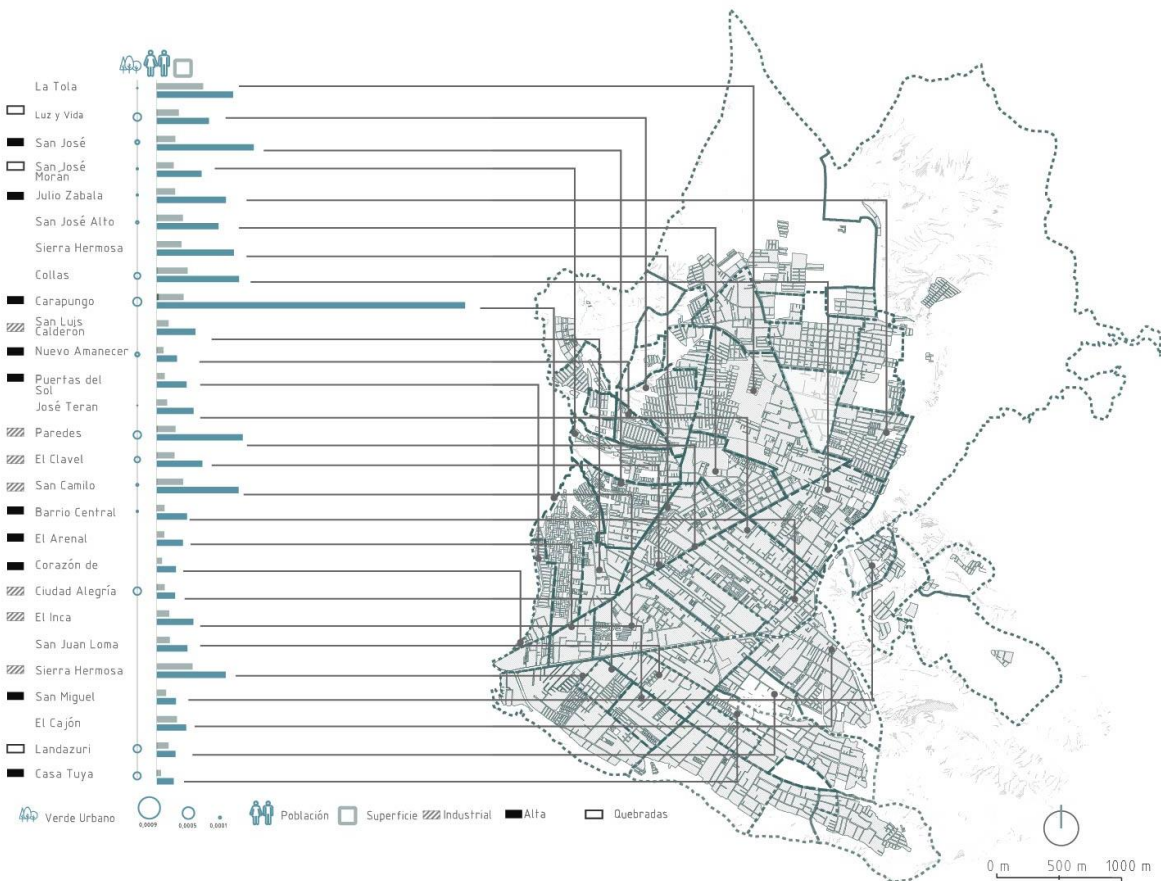 La Tola
Luz y Vida
San José
San José
Morán
Julio Zabala
San José Alto
Sierra Hermosa
Collas
Carapungo
San Luis
Calderón
Nuevo Amanecer
Puertas del
Sol
José Teran
Paredes
El Clavel
San Camilo
Barrio Central
El Arenal
Corazón de
Ciudad Alegría
El Inca
San Juan Loma
Sierra Hermosa
San Miguel
El Cajón
Landazuri
Casa Tuya
Verde Urbano
0,0009
0,0005
0,0001
Población
Superficie
Industrial
Alta
Quebradas
0 m 500 m 1000 m